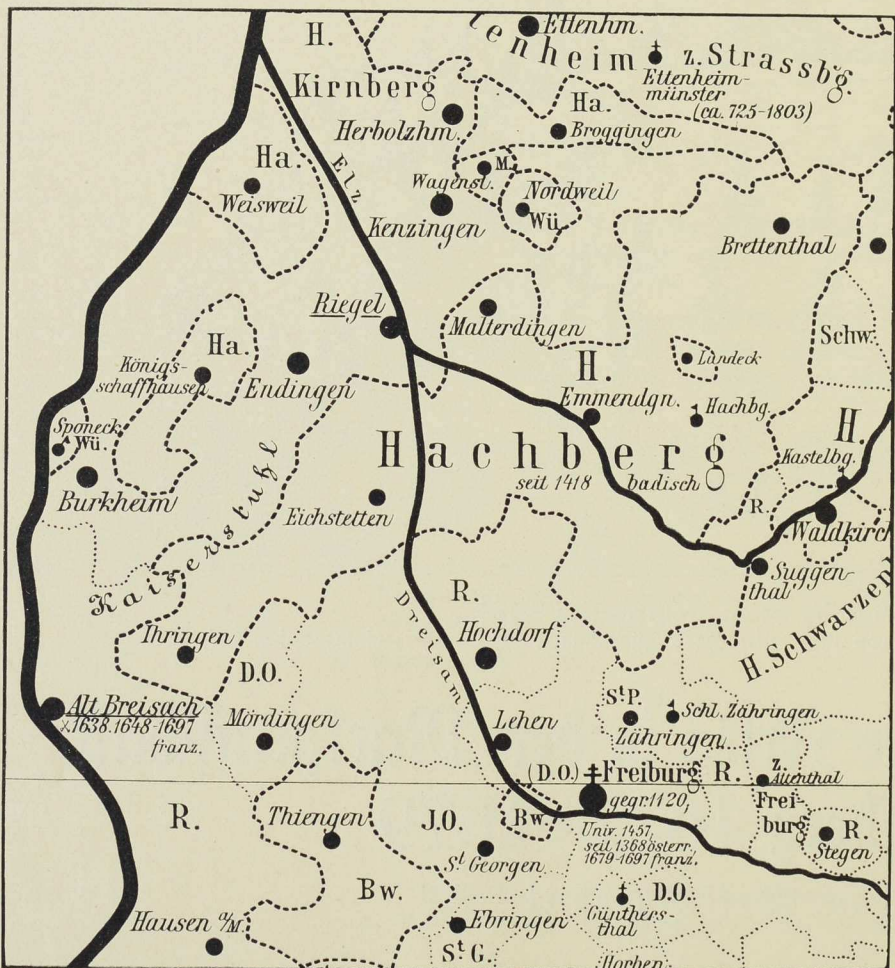 H.
Ettenhm.
tenheim z. Strassbg.
Ettenheim-
münster
(ca. 725-1803)
Kirnberg
Herbolzhm.
Ha.
Broggingen
Elz
Ha.
Weisweil
M.
Wagenst.
Nordweil
Wü.
Kenzingen
Brettenthal
Riegel
Malterdingen
Schw.
Ha.
Königs-
schaffhausen
Endingen
Landeck
H.
Emmendgn.
Hachbg.
H.
Sponeck
Wü.
Hachberg
seit 1418 badisch
Kastelbg.
Burkheim
Eichstetten
R.
Waldkirch
Kaiserstuhl
Suggen-
thal
R.
Dreisam
Hochdorf
H. Schwarzen
Ihringen
D.O.
St P.
Schl. Zähringen
Zähringen
Alt Breisach
×1638.1648-1697
franz.
Mördingen
Lehen
(D.O.) Freiburg
gegr. 1120,
Univ. 1457,
seit 1368 österr.,
1679-1697 franz.
R.
z.
Attenthal
Frei-
burg
R.
Stegen
R.
Thiengen
J.O.
Bw.
St Georgen
Bw.
D.O.
Günthers-
thal
Hausen a/M.
Ebringen
St G.
Horben